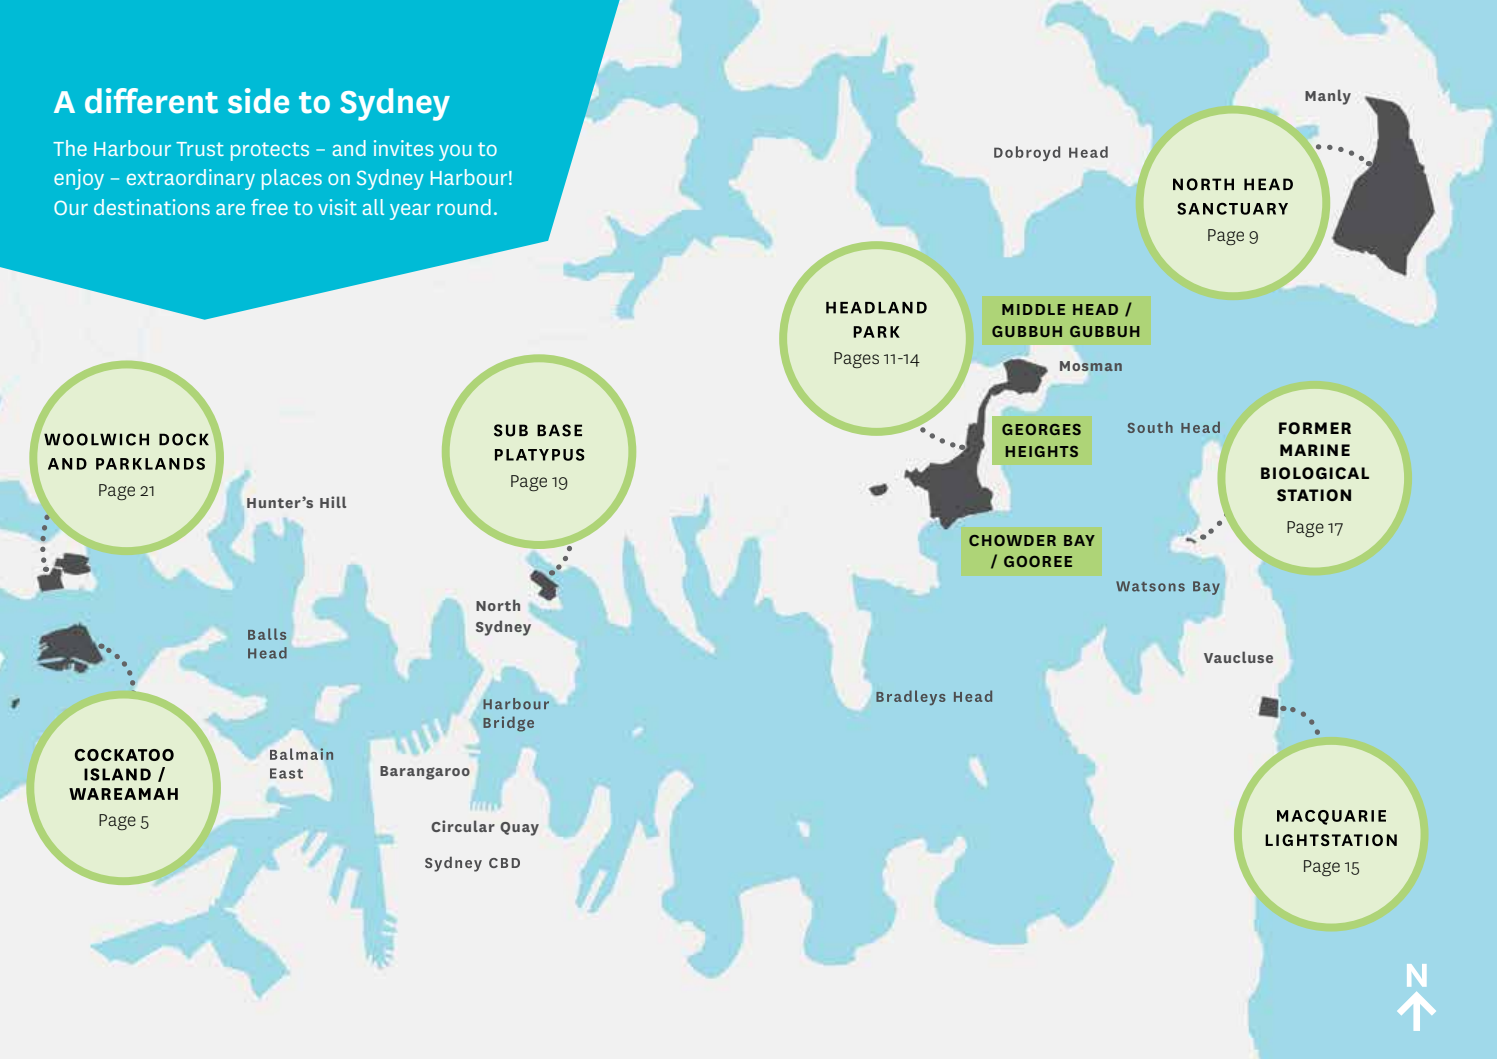 A different side to Sydney
The Harbour Trust protects – and invites you to
enjoy – extraordinary places on Sydney Harbour!
Our destinations are free to visit all year round.
Manly
Dobroyd Head
NORTH HEAD
SANCTUARY
Page 9
HEADLAND
PARK
Pages 11-14
MIDDLE HEAD /
GUBBUH GUBBUH
Mosman
GEORGES
HEIGHTS
CHOWDER BAY
/ GOOREE
South Head
FORMER
MARINE
BIOLOGICAL
STATION
Page 17
Watsons Bay
Vaucluse
WOOLWICH DOCK
AND PARKLANDS
Page 21
Hunter's Hill
SUB BASE
PLATYPUS
Page 19
North
Sydney
Balls
Head
Harbour
Bridge
Bradleys Head
COCKATOO
ISLAND /
WAREAMAH
Page 5
Balmain
East
Barangaroo
Circular Quay
Sydney CBD
MACQUARIE
LIGHTSTATION
Page 15
N